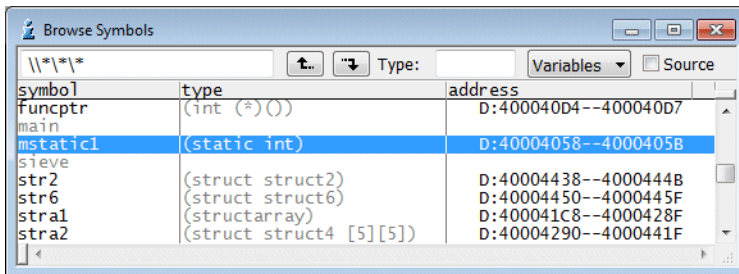 Browse Symbols
\\*\*\* Type: Variables Source
symbol type address
funcptr (int (*)()) D:400040D4--400040D7
main
mstatic1 (static int) D:40004058--4000405B
sieve
str2 (struct struct2) D:40004438--4000444B
str6 (struct struct6) D:40004450--4000445F
stra1 (structarray) D:400041C8--4000428F
stra2 (struct struct4 [5][5]) D:40004290--4000441F